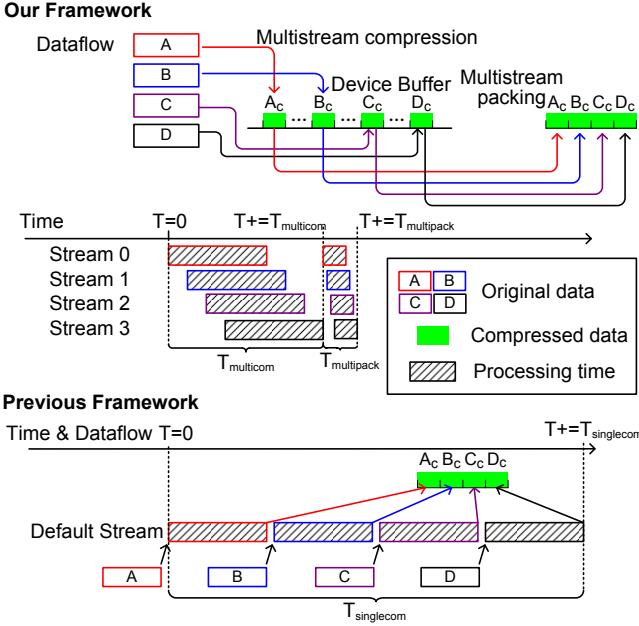 Our Framework
Dataflow
A
B
C
D
Multistream compression
Device Buffer
Multistream
packing
Ac ... Bc ... Cc ... Dc
Ac Bc Cc Dc
Time
T=0
T+=Tmulticom
T+=Tmultipack
Stream 0
Stream 1
Stream 2
Stream 3
Tmulticom
Tmultipack
A B
C D
Original data
Compressed data
Processing time
Previous Framework
Time & Dataflow T=0
T+=Tsinglecom
Ac Bc Cc Dc
Default Stream
A
B
C
D
Tsinglecom